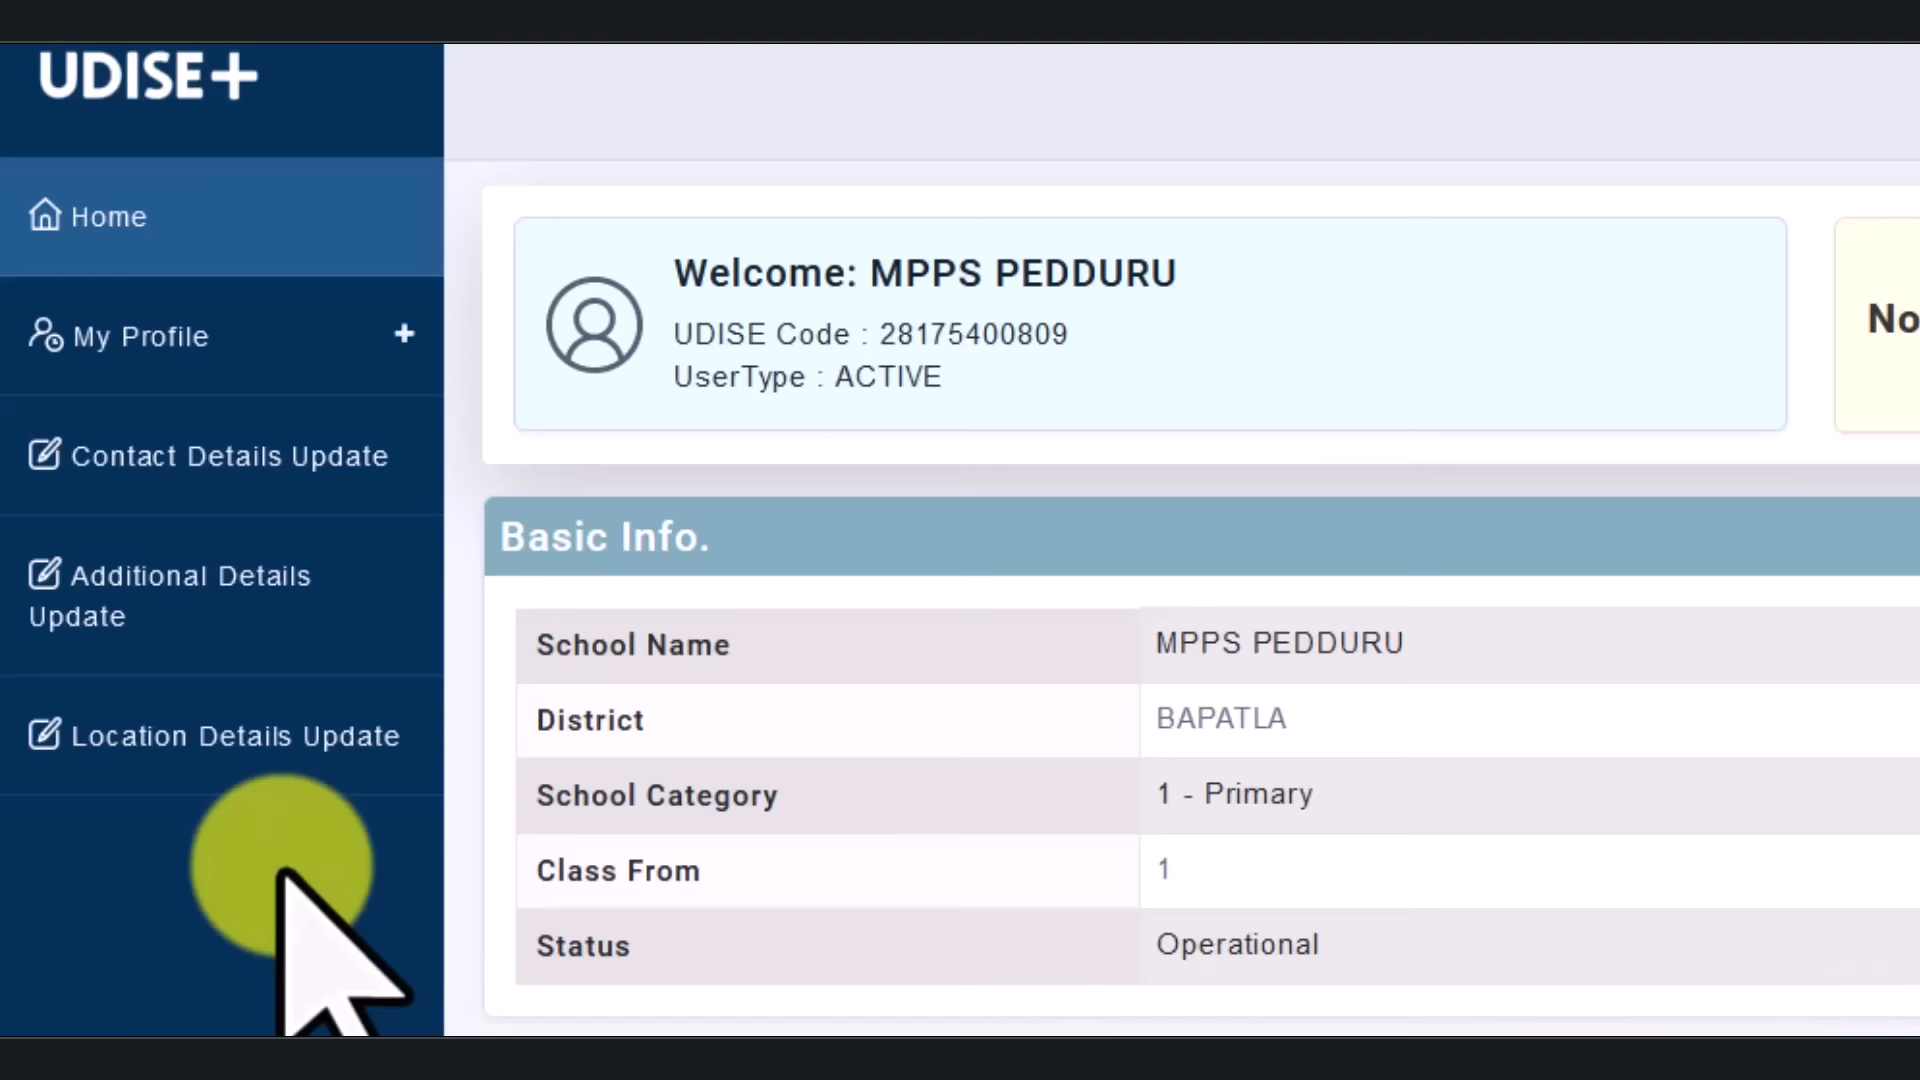 UDISE+
Home
My Profile
Contact Details Update
Additional Details
Update
Location Details Update
Welcome: MPPS PEDDURU
UDISE Code : 28175400809
UserType : ACTIVE
No
Basic Info.
School Name MPPS PEDDURU
District BAPATLA
School Category 1 - Primary
Class From 1
Status Operational